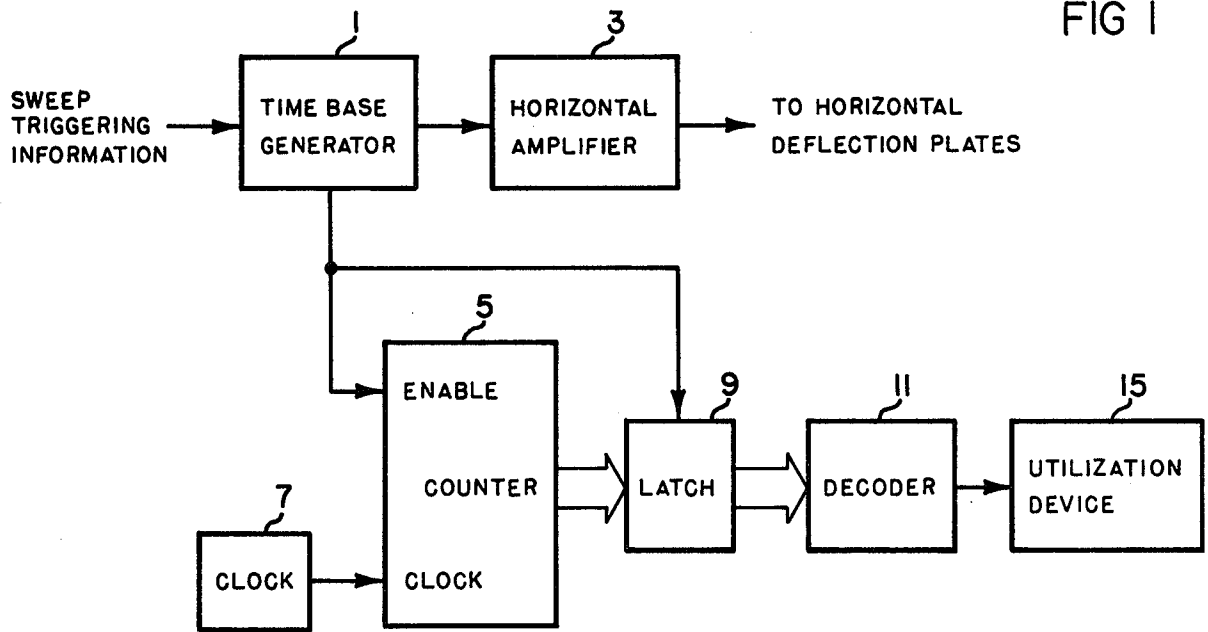 FIG 1
1
3
SWEEP
TRIGGERING
INFORMATION
TIME BASE
GENERATOR
HORIZONTAL
AMPLIFIER
TO HORIZONTAL
DEFLECTION PLATES
5
ENABLE
COUNTER
CLOCK
7
CLOCK
9
LATCH
11
DECODER
15
UTILIZATION
DEVICE